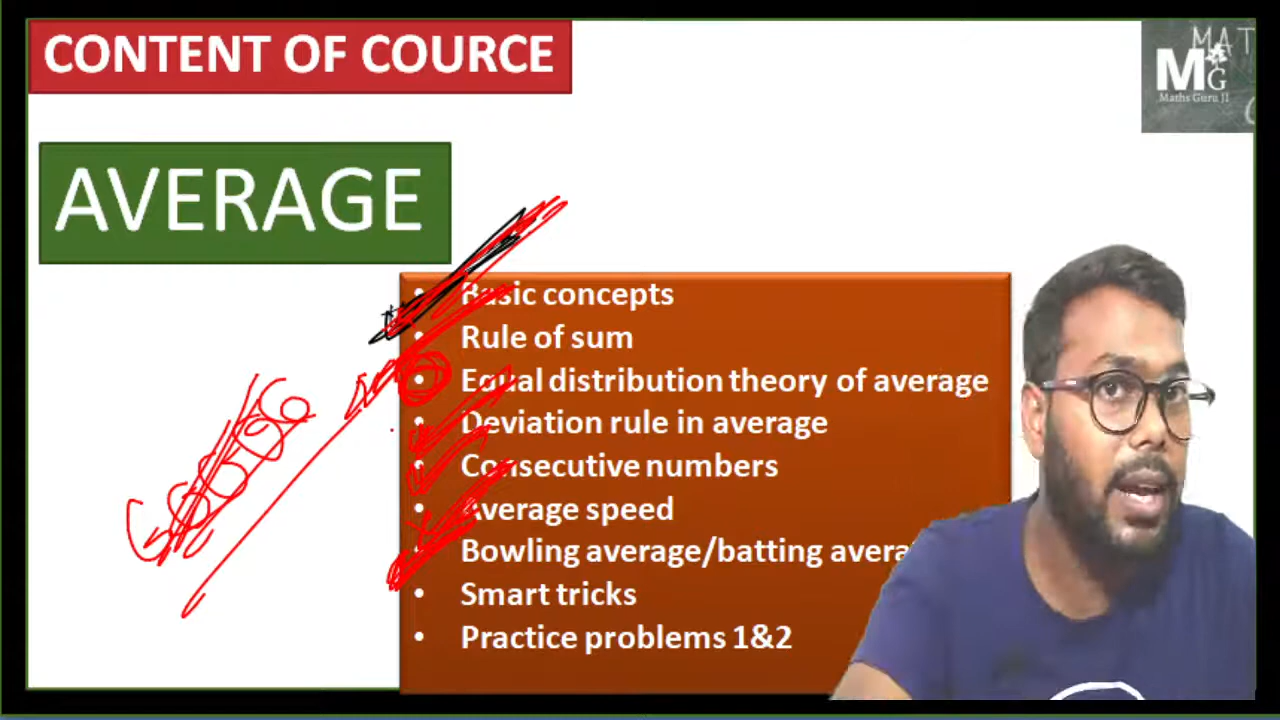 CONTENT OF COURCE
MAT
M
G
Maths Guru JI
AVERAGE
• Basic concepts
• Rule of sum
• Equal distribution theory of average
• Deviation rule in average
• Consecutive numbers
• Average speed
• Bowling average/batting avera
• Smart tricks
• Practice problems 1&2